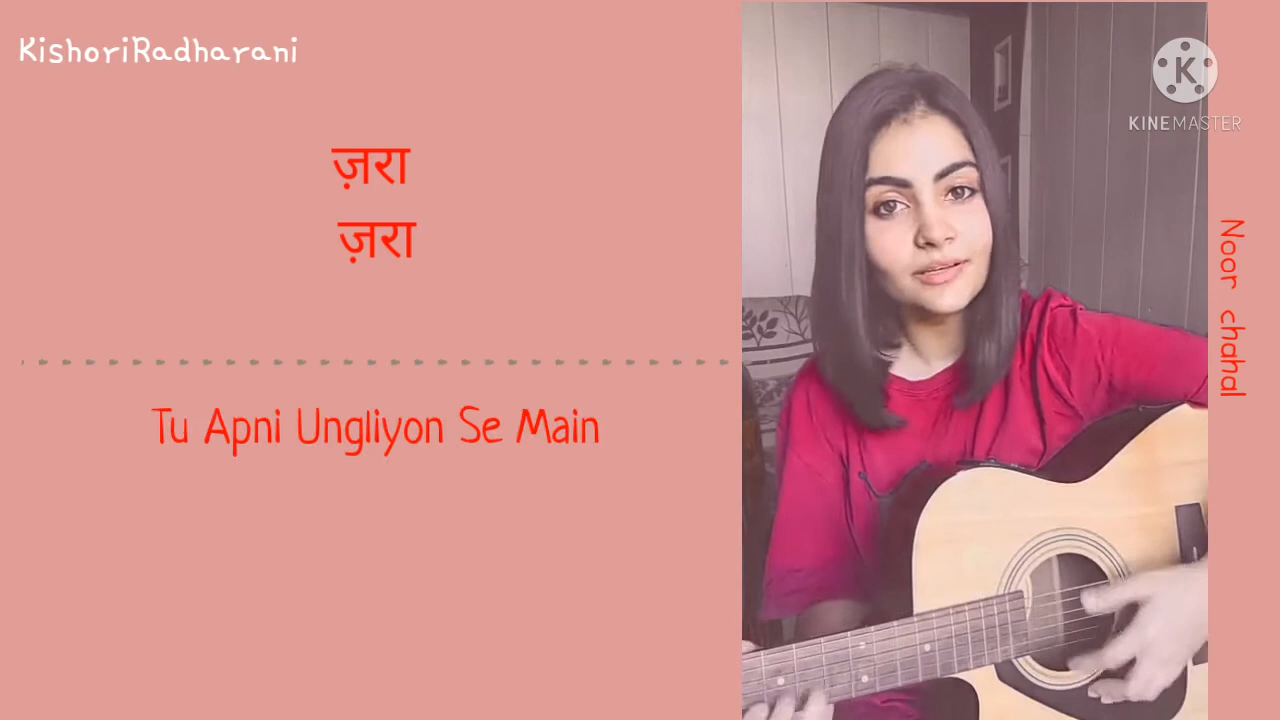 KishoriRadharani
ज़रा
ज़रा
Tu Apni Ungliyon Se Main
K
KINEMASTER
Noor chahal